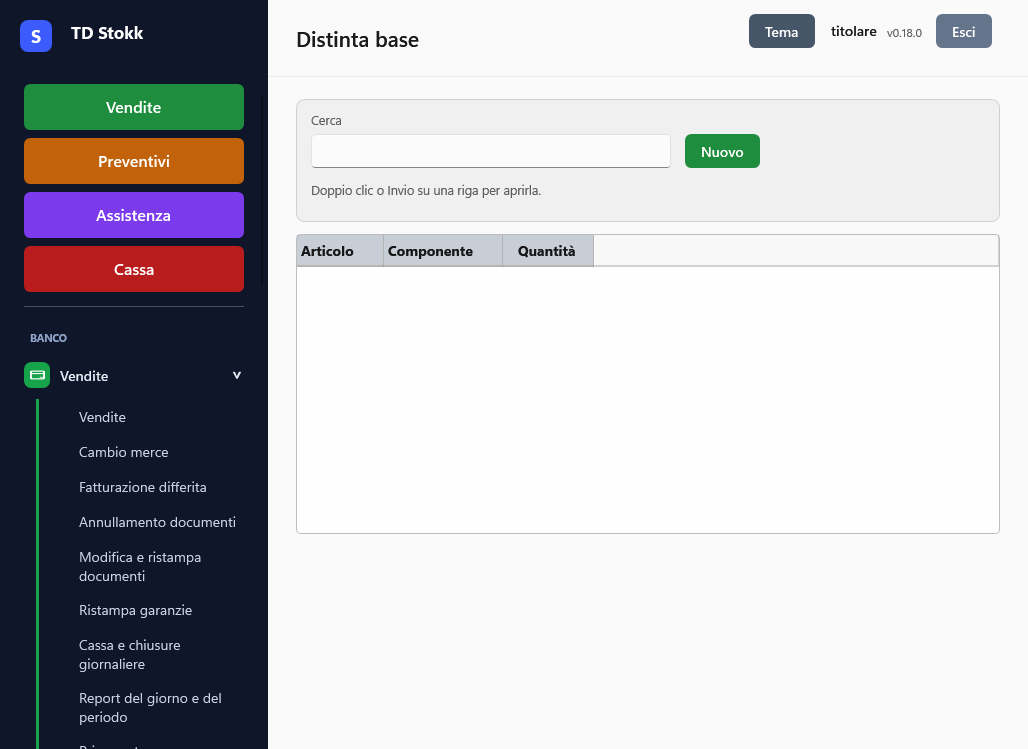 S
TD Stokk
Vendite
Preventivi
Assistenza
Cassa
BANCO
Vendite
Vendite
Cambio merce
Fatturazione differita
Annullamento documenti
Modifica e ristampa
documenti
Ristampa garanzie
Cassa e chiusure
giornaliere
Report del giorno e del
periodo
Distinta base
Tema
titolare
v0.18.0
Esci
Cerca
Nuovo
Doppio clic o Invio su una riga per aprirla.
Articolo Componente Quantità